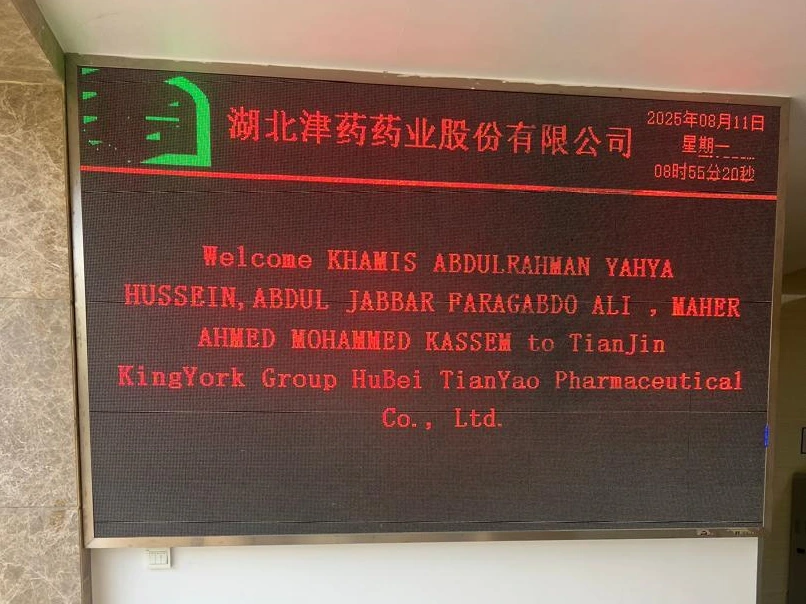 湖北津药药业股份有限公司
2025年08月11日
星期一
08时55分20秒
Welcome KHAMIS ABDULRAHMAN YAHYA
HUSSEIN,ABDUL JABBAR FARAGABDO ALI , MAHER
AHMED MOHAMMED KASSEM to TianJin
KingYork Group HuBei TianYao Pharmaceutical
Co., Ltd.